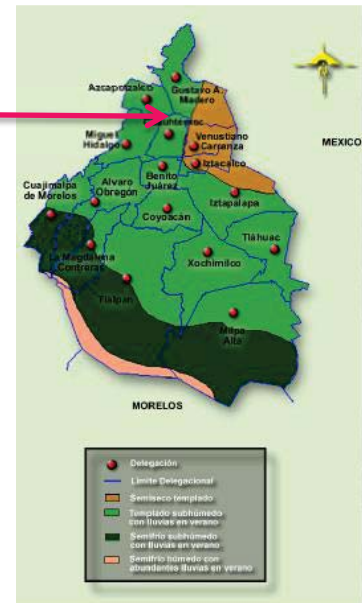 Azcapotzalco
Gustavo A.
Madero
Miguel
Hidalgo
Venustiano
Carranza
MEXICO
Iztacalco
Cuajimalpa
de Morelos
Alvaro
Obregón
Benito
Juárez
Iztapalapa
Coyoacán
Tláhuac
La Magdalena
Contreras
Xochimilco
Tlalpan
Milpa
Alta
MORELOS
Delegación
Limite Delegacional
Semiseco templado
Templado subhúmedo
con lluvias en verano
Semifrío subhúmedo
con lluvias en verano
Semifrío húmedo con
abundantes lluvias en verano